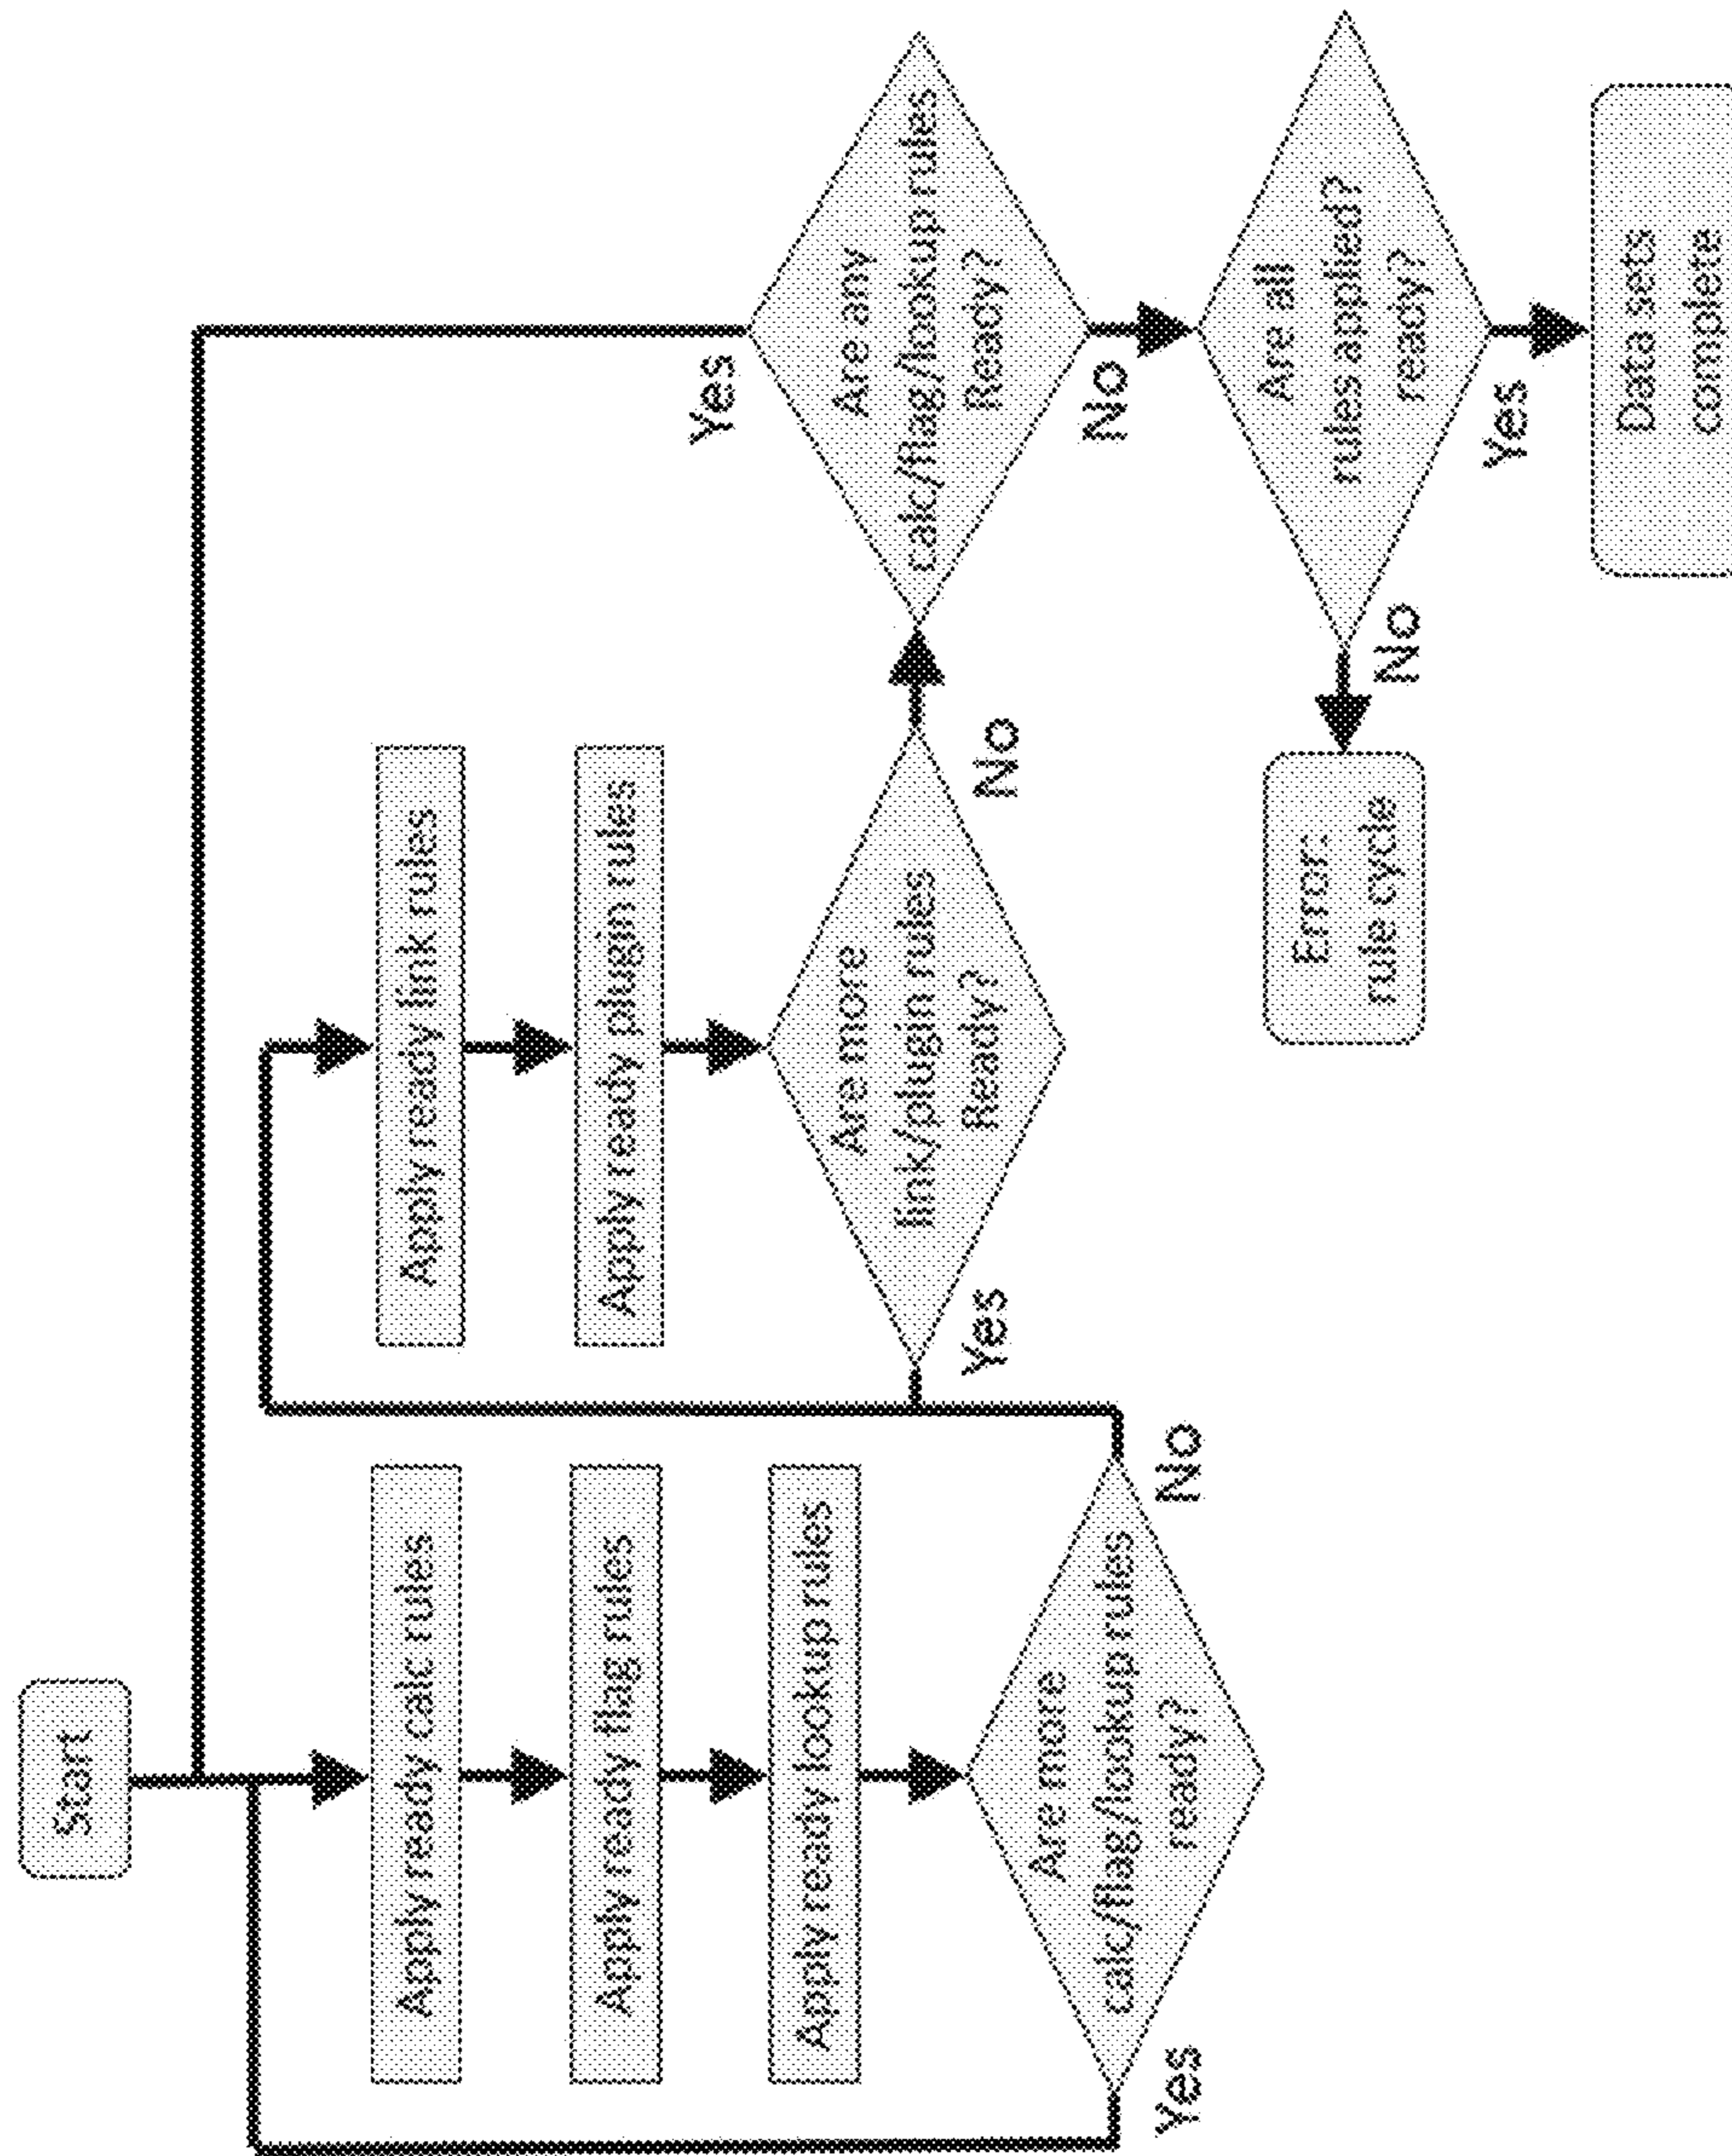 Start
Apply ready calc rules
Apply ready flag rules
Apply ready lookup rules
Are more
calc/flag/lookup rules
ready?
Yes
No
Apply ready link rules
Apply ready plugin rules
Are more
link/plugin rules
Ready?
Yes
No
Are any
calc/flag/lookup rules
Ready?
Yes
No
Are all
rules applied?
ready?
No
Yes
Error:
rule cycle
Data sets
complete